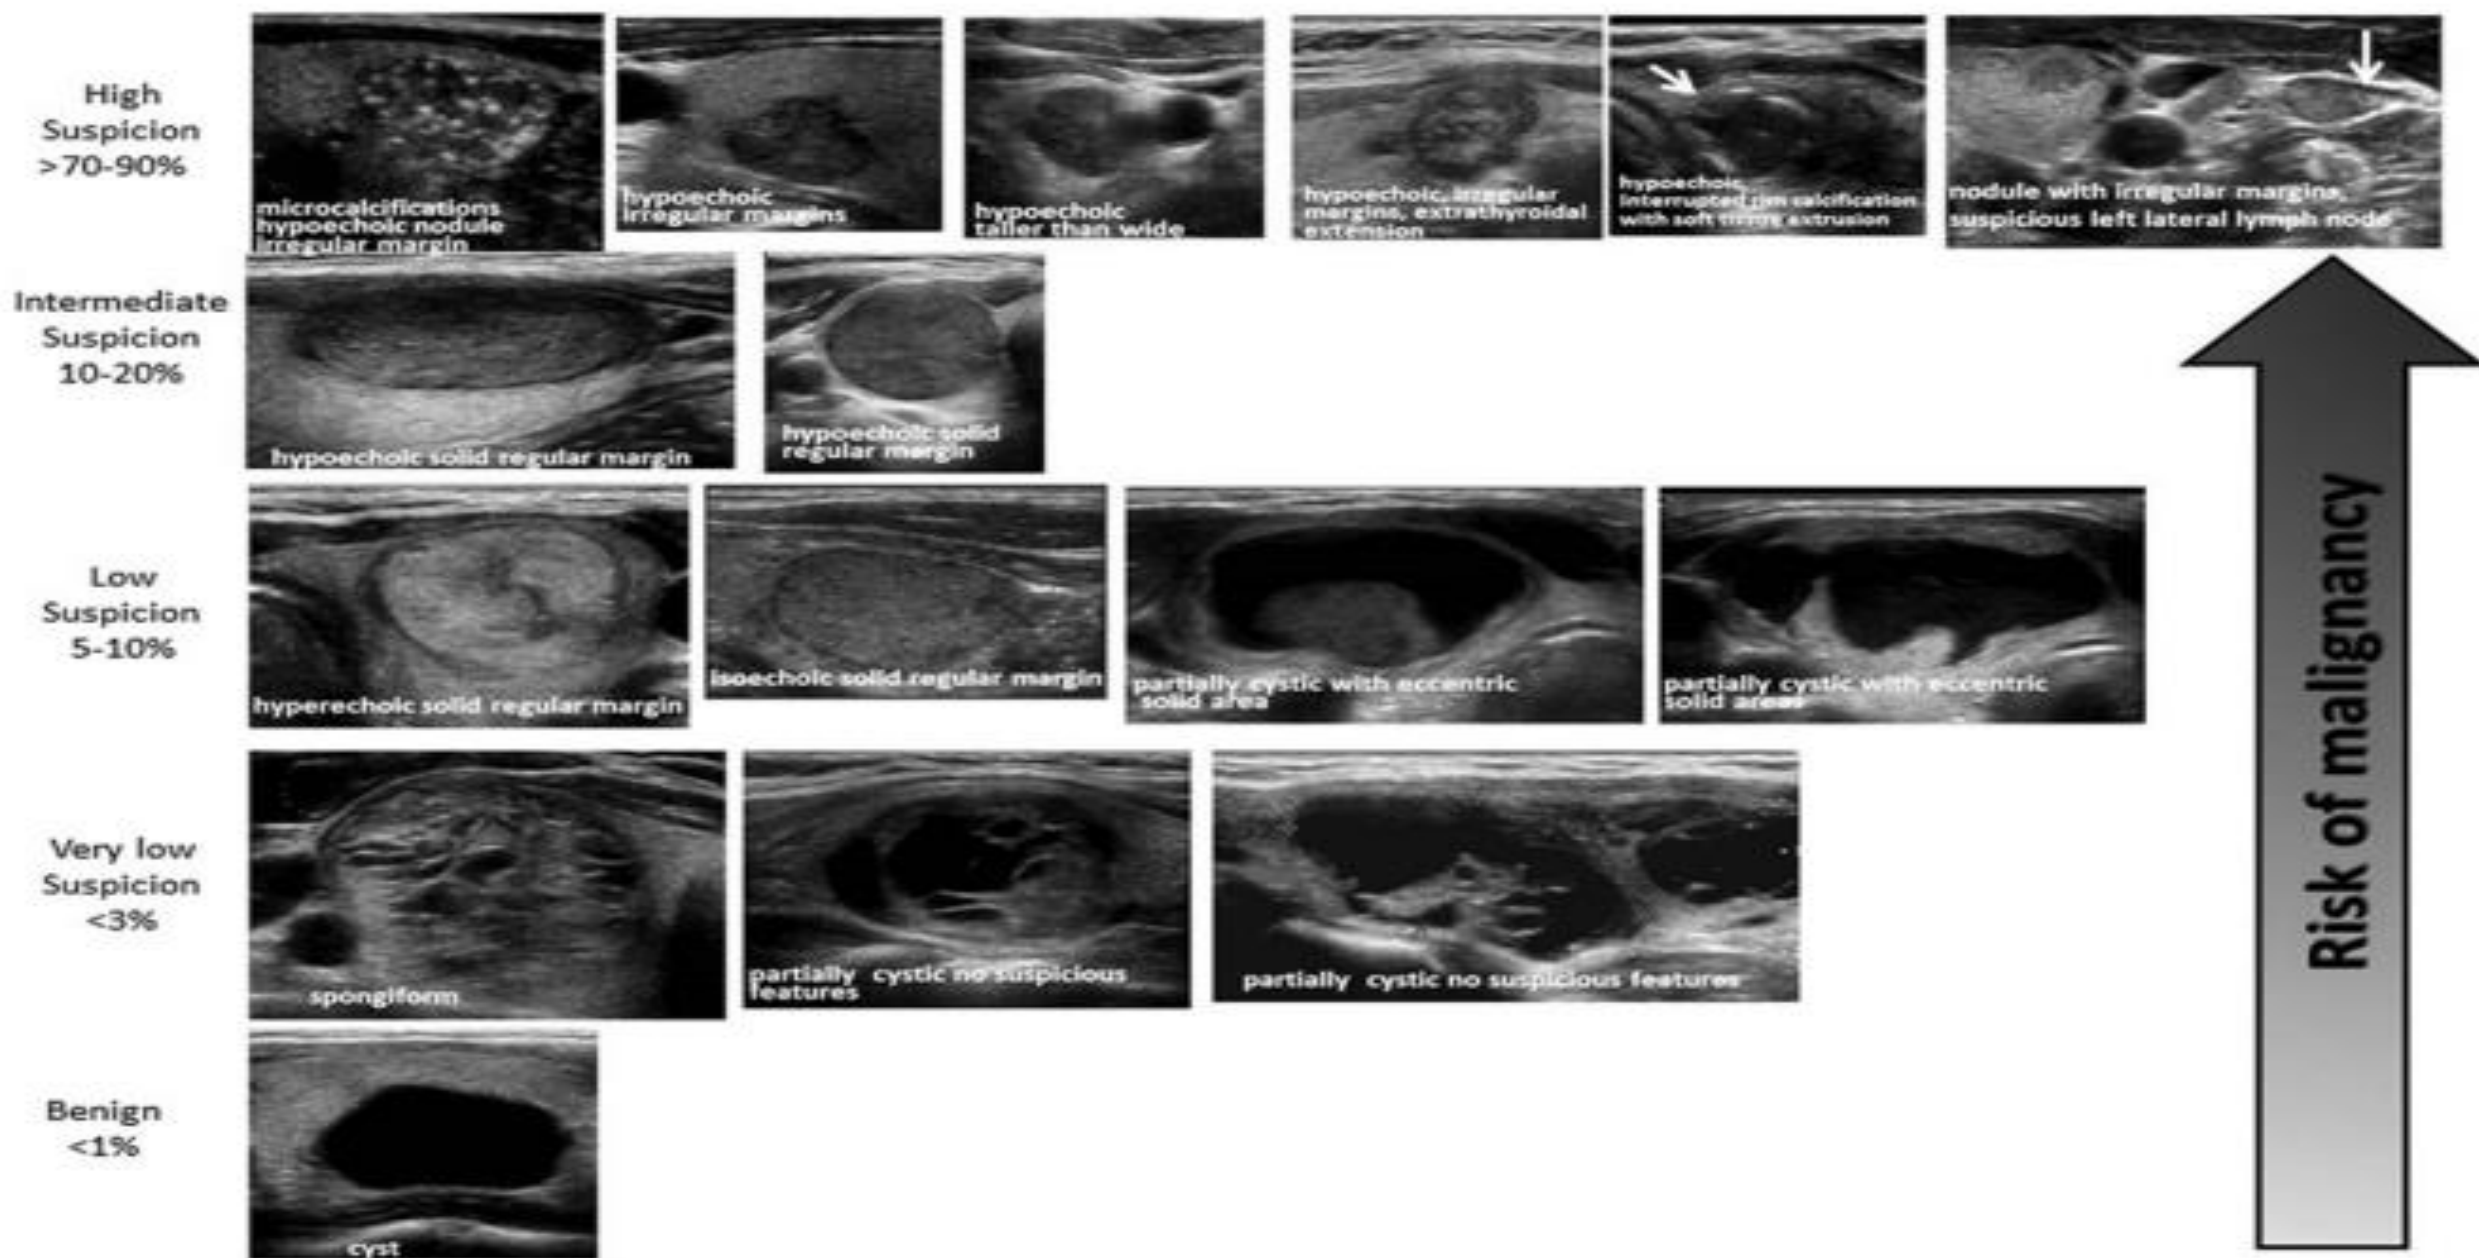 High
Suspicion
>70-90%
microcalcifications
hypoechoic nodule
irregular margin
hypoechoic
irregular margins
hypoechoic
taller than wide
hypoechoic, irregular
margins, extrathyroidal
extension
hypoechoic,
interrupted rim calcification
with soft tissue extrusion
nodule with irregular margins,
suspicious left lateral lymph node
Intermediate
Suspicion
10-20%
hypoechoic solid regular margin
hypoechoic solid
regular margin
Low
Suspicion
5-10%
hyperechoic solid regular margin
isoechoic solid regular margin
partially cystic with eccentric
solid area
partially cystic with eccentric
solid areas
Very low
Suspicion
<3%
spongiform
partially cystic no suspicious
features
partially cystic no suspicious features
Benign
<1%
cyst
Risk of malignancy